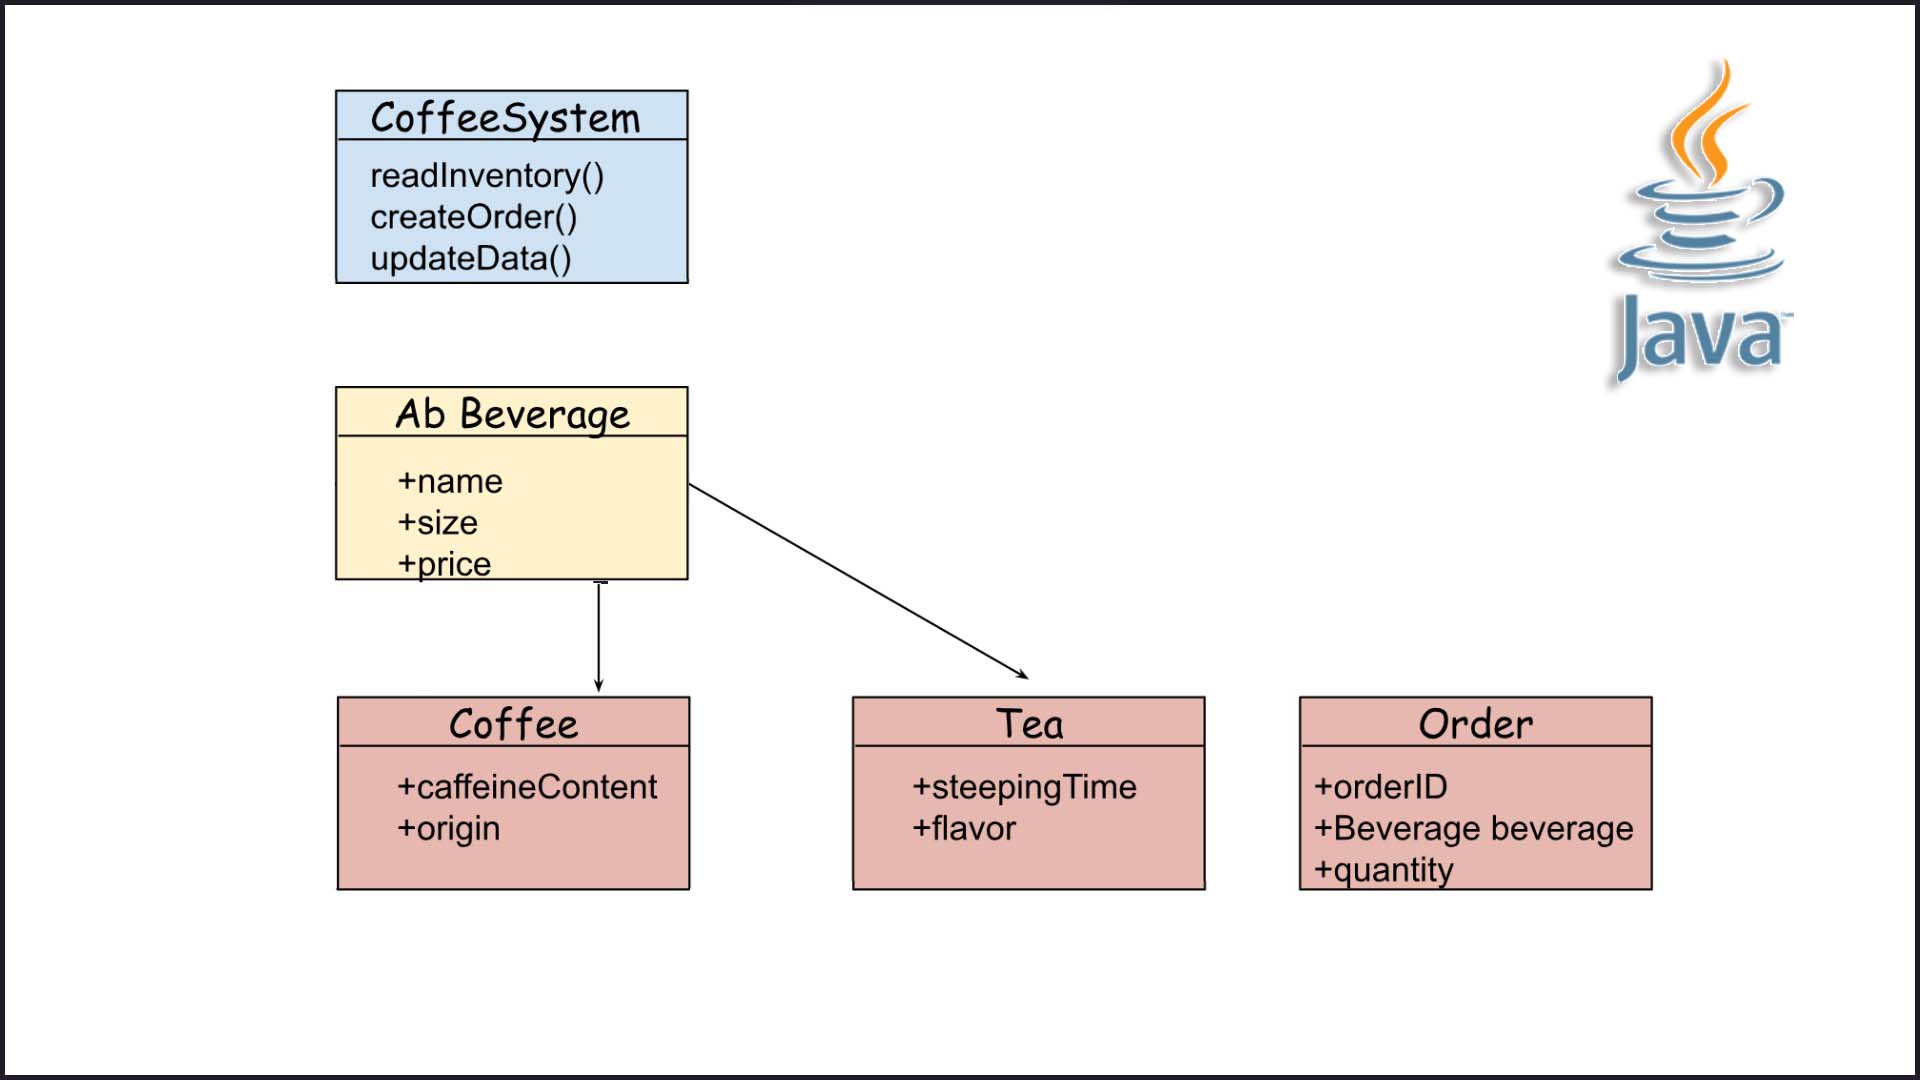 CoffeeSystem
readInventory()
createOrder()
updateData()
Java
Ab Beverage
+name
+size
+price
Coffee
+caffeineContent
+origin
Tea
+steepingTime
+flavor
Order
+orderID
+Beverage beverage
+quantity